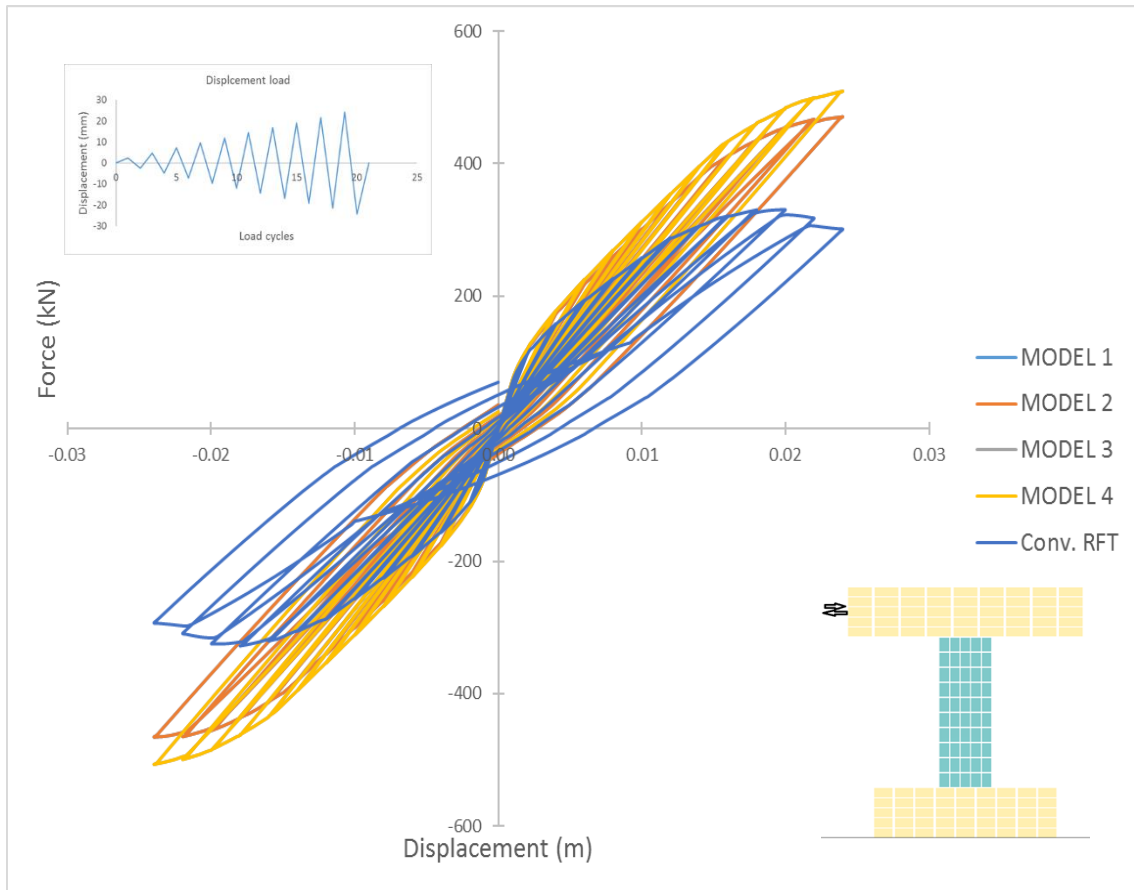 Displcement load
Displacement (mm)
30
20
10
0
-10
-20
-30
0 5 10 15 20 25
Load cycles
Force (kN)
600
400
200
0
-200
-400
-600
-0.03 -0.02 -0.01 0.00 0.01 0.02 0.03
Displacement (m)
MODEL 1
MODEL 2
MODEL 3
MODEL 4
Conv. RFT